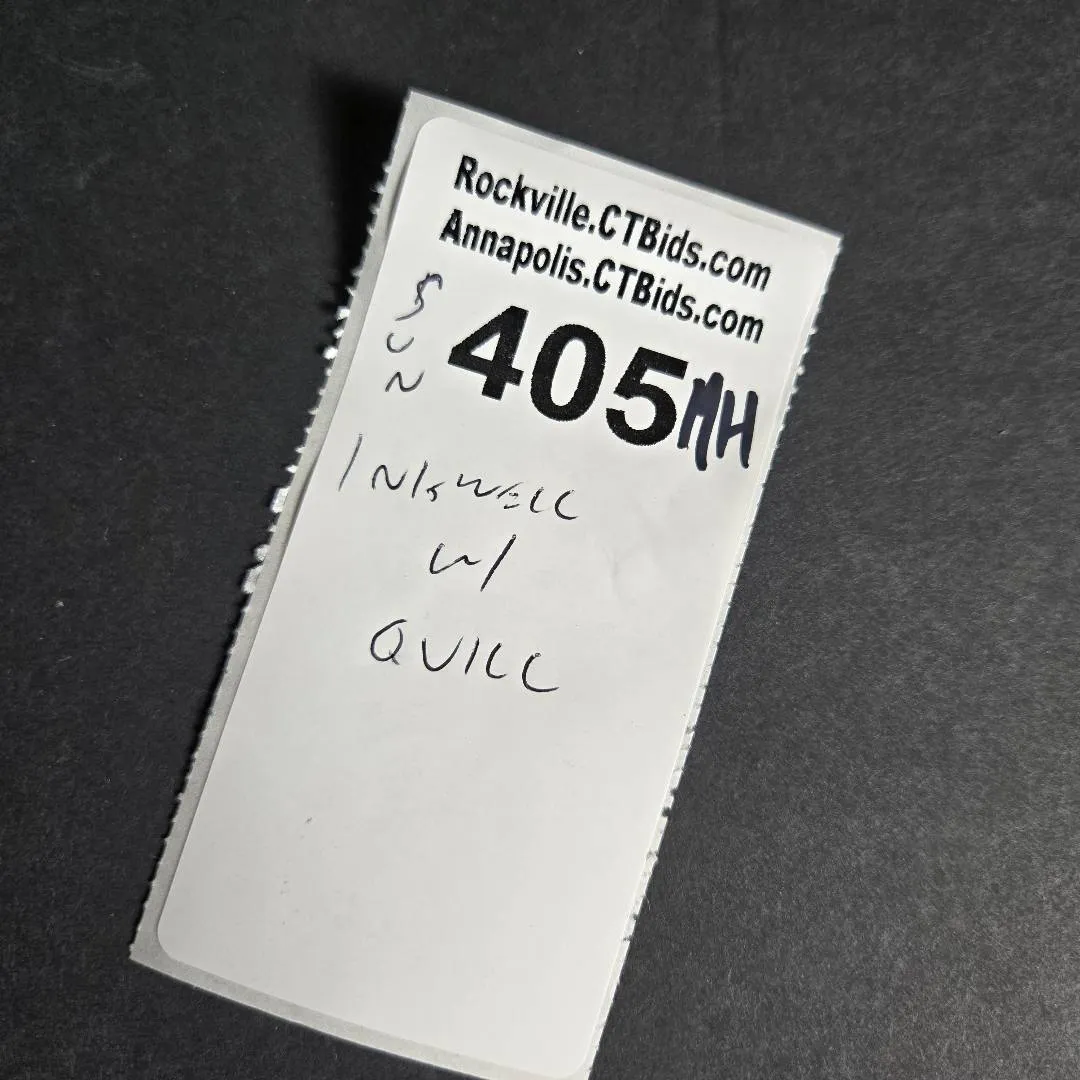 Rockville.CTBids.com
Annapolis.CTBids.com
SUN
405MH
INKWELL
w/
QUILL